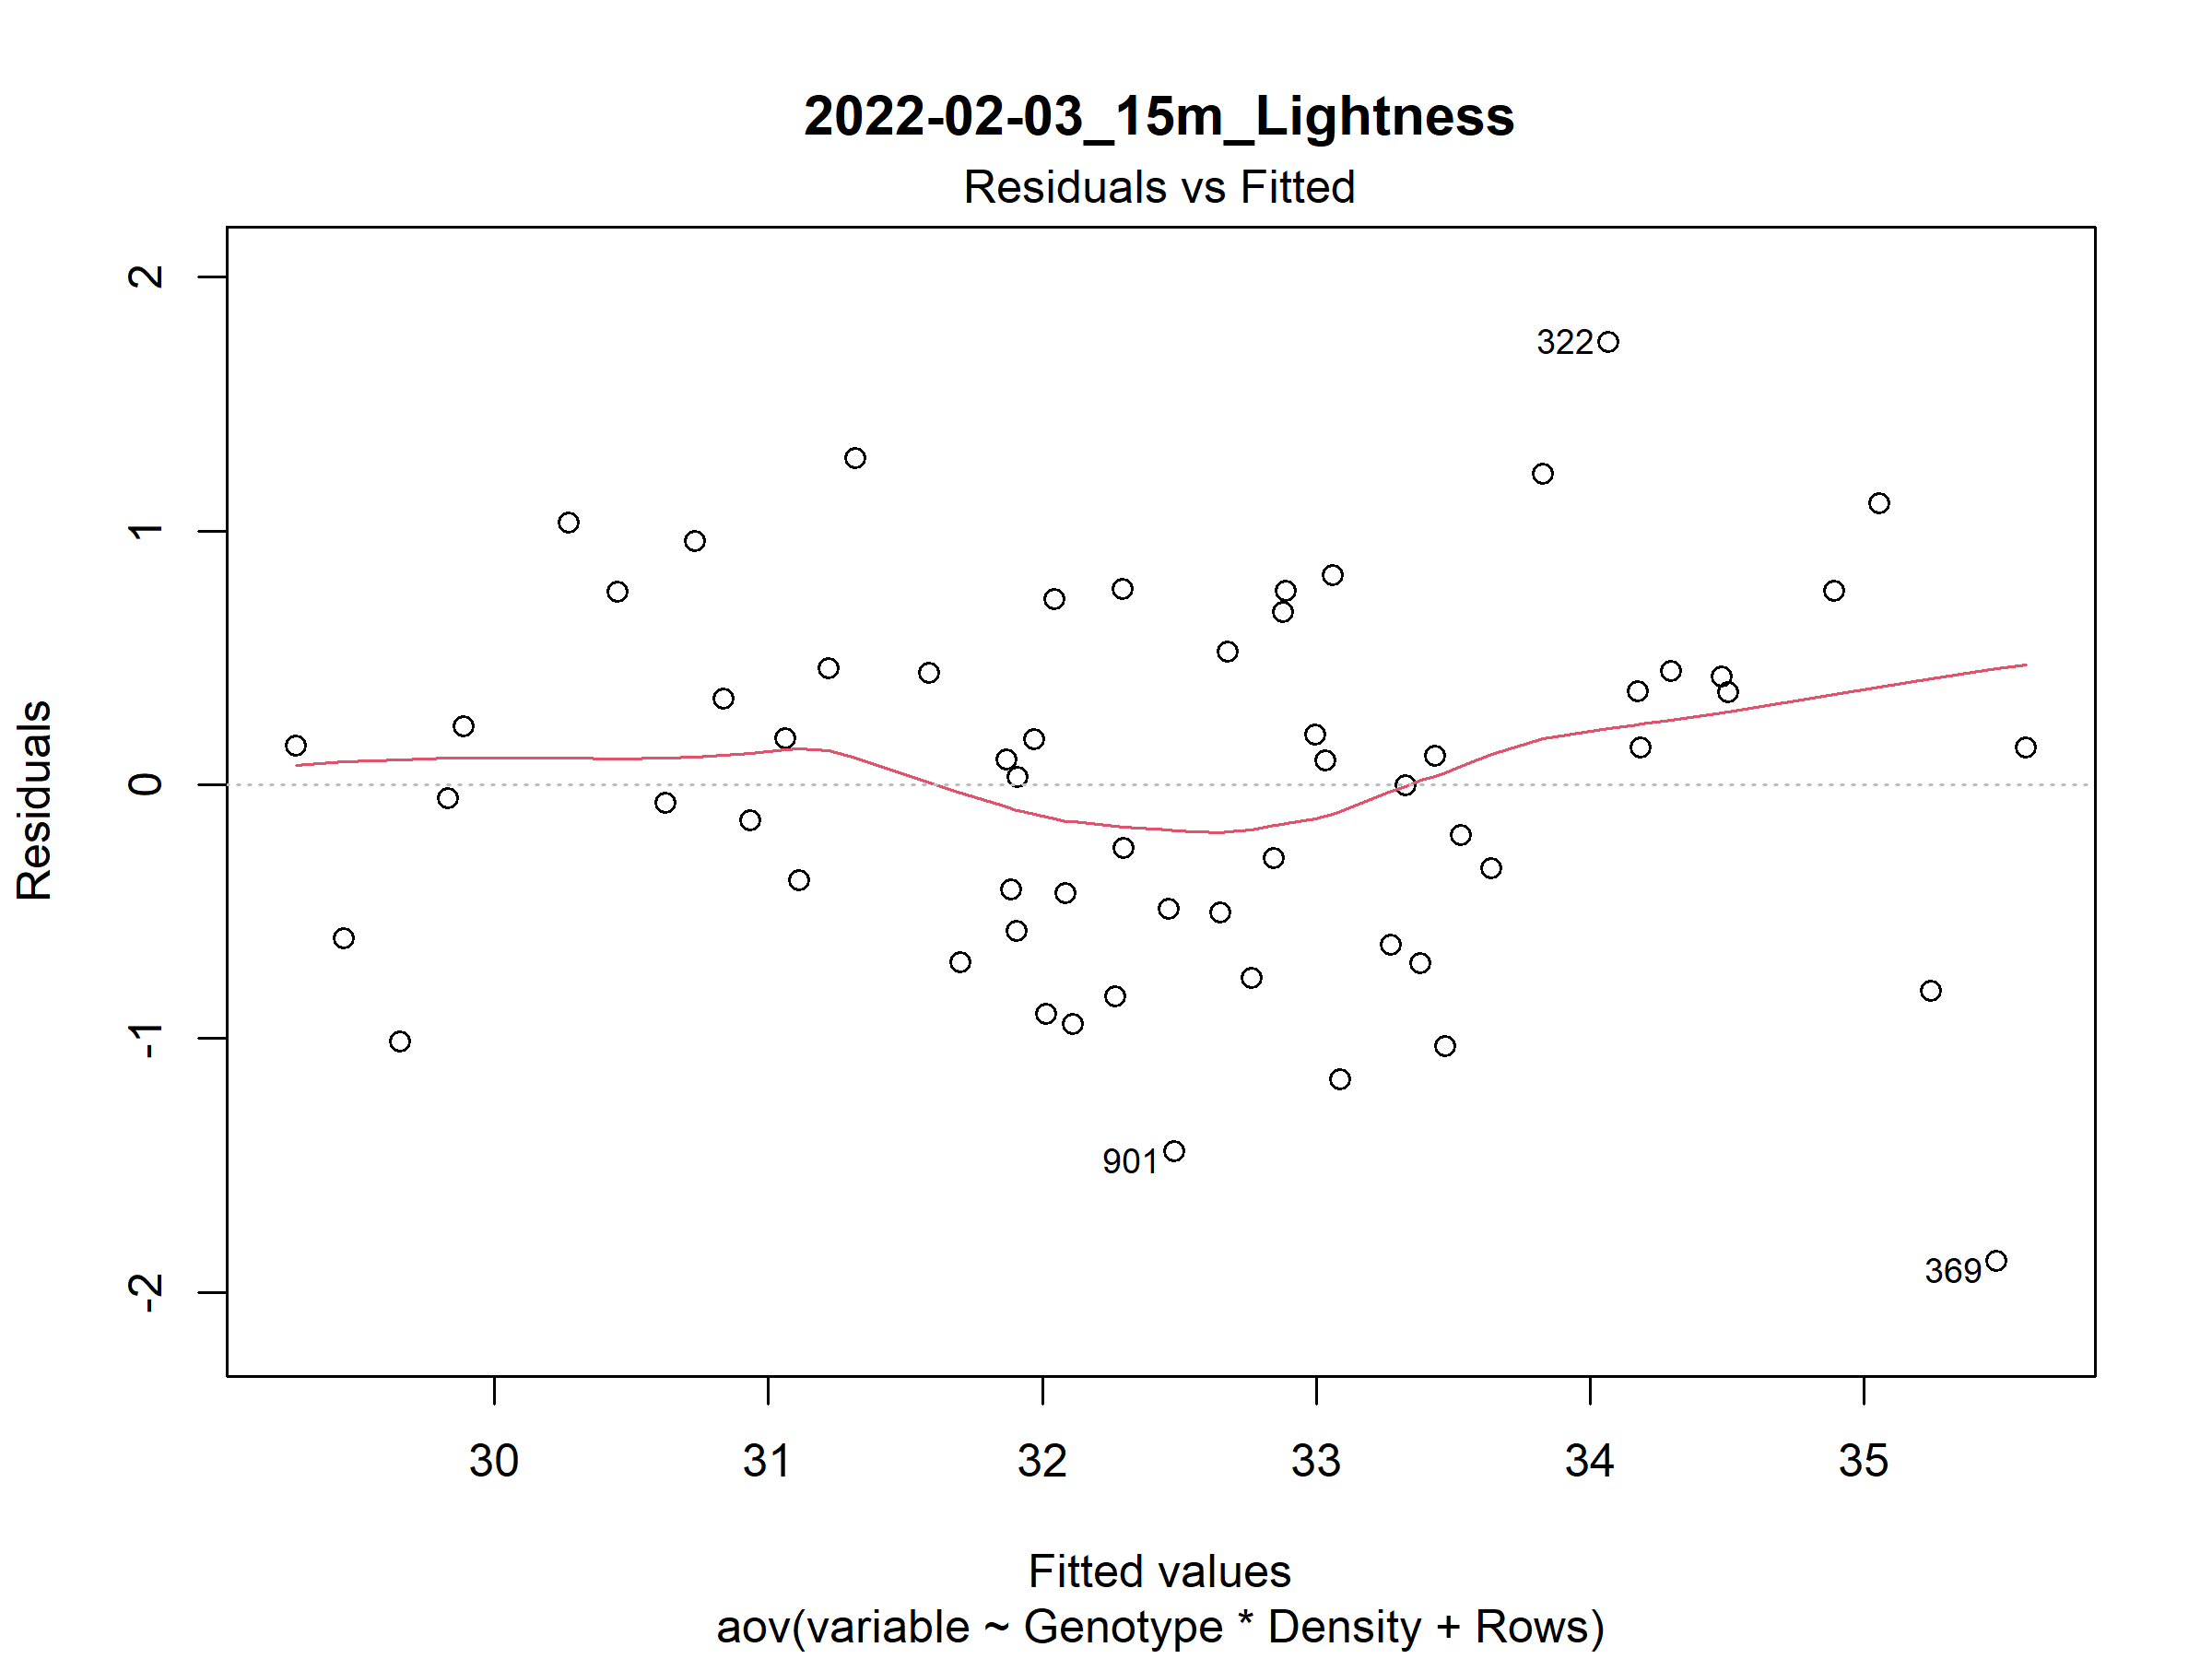 2022-02-03_15m_Lightness
Residuals vs Fitted
Residuals
2
1
0
-1
-2
322
901
369
30 31 32 33 34 35
Fitted values
aov(variable ~ Genotype * Density + Rows)